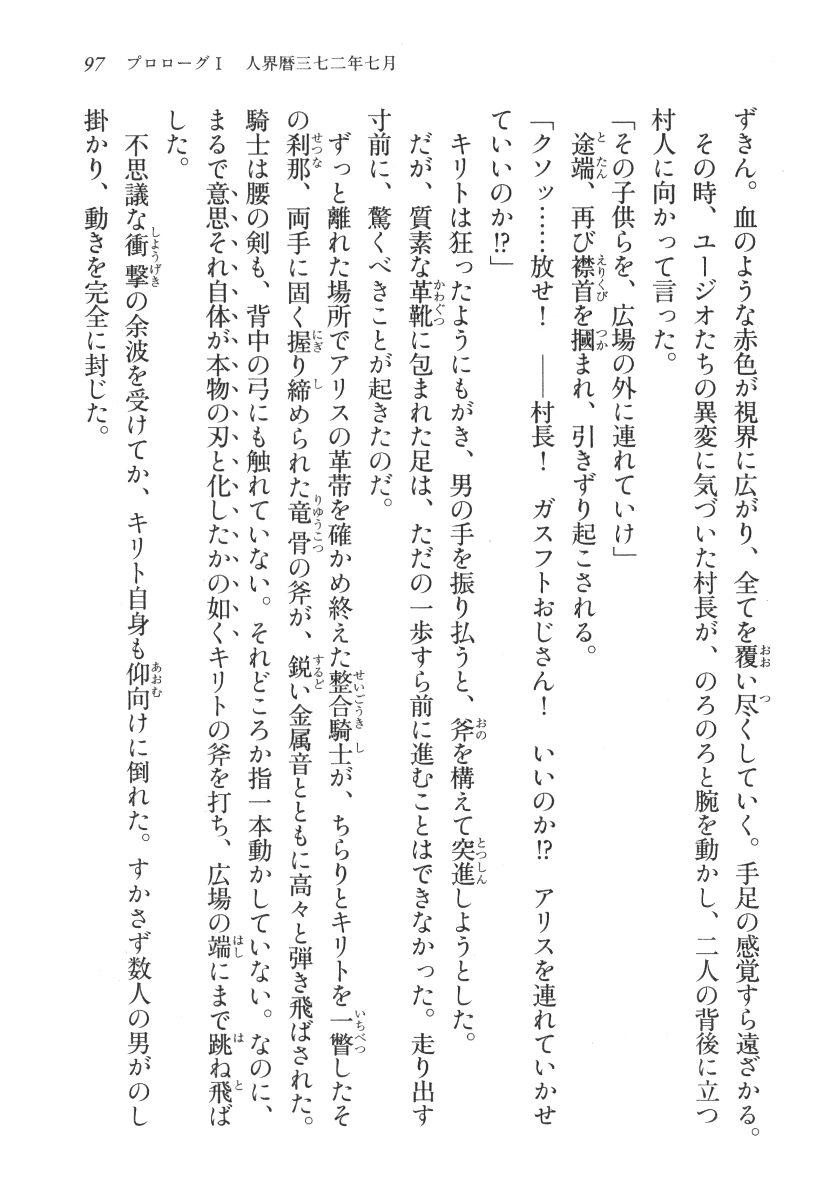 97 プロローグⅠ 人界暦三七二年七月
ずきん。血のような赤色が視界に広がり、全てを覆い尽くしていく。手足の感覚すら遠ざかる。
その時、ユージオたちの異変に気づいた村長が、のろのろと腕を動かし、二人の背後に立つ
村人に向かって言った。
「その子供らを、広場の外に連れていけ」
途端、再び襟首を摑まれ、引きずり起こされる。
「クソッ……放せ！ ――村長！ ガスフトおじさん！ いいのか!? アリスを連れていかせ
ていいのか!?」
キリトは狂ったようにもがき、男の手を振り払うと、斧を構えて突進しようとした。
だが、質素な革靴に包まれた足は、ただの一歩すら前に進むことはできなかった。走り出す
寸前に、驚くべきことが起きたのだ。
ずっと離れた場所でアリスの革帯を確かめ終えた整合騎士が、ちらりとキリトを一瞥したそ
の刹那、両手に固く握り締められた竜骨の斧が、鋭い金属音とともに高々と弾き飛ばされた。
騎士は腰の剣も、背中の弓にも触れていない。それどころか指一本動かしていない。なのに、
まるで意思それ自体が本物の刃と化したかの如くキリトの斧を打ち、広場の端にまで跳ね飛ば
した。
不思議な衝撃の余波を受けてか、キリト自身も仰向けに倒れた。すかさず数人の男がのし
掛かり、動きを完全に封じた。